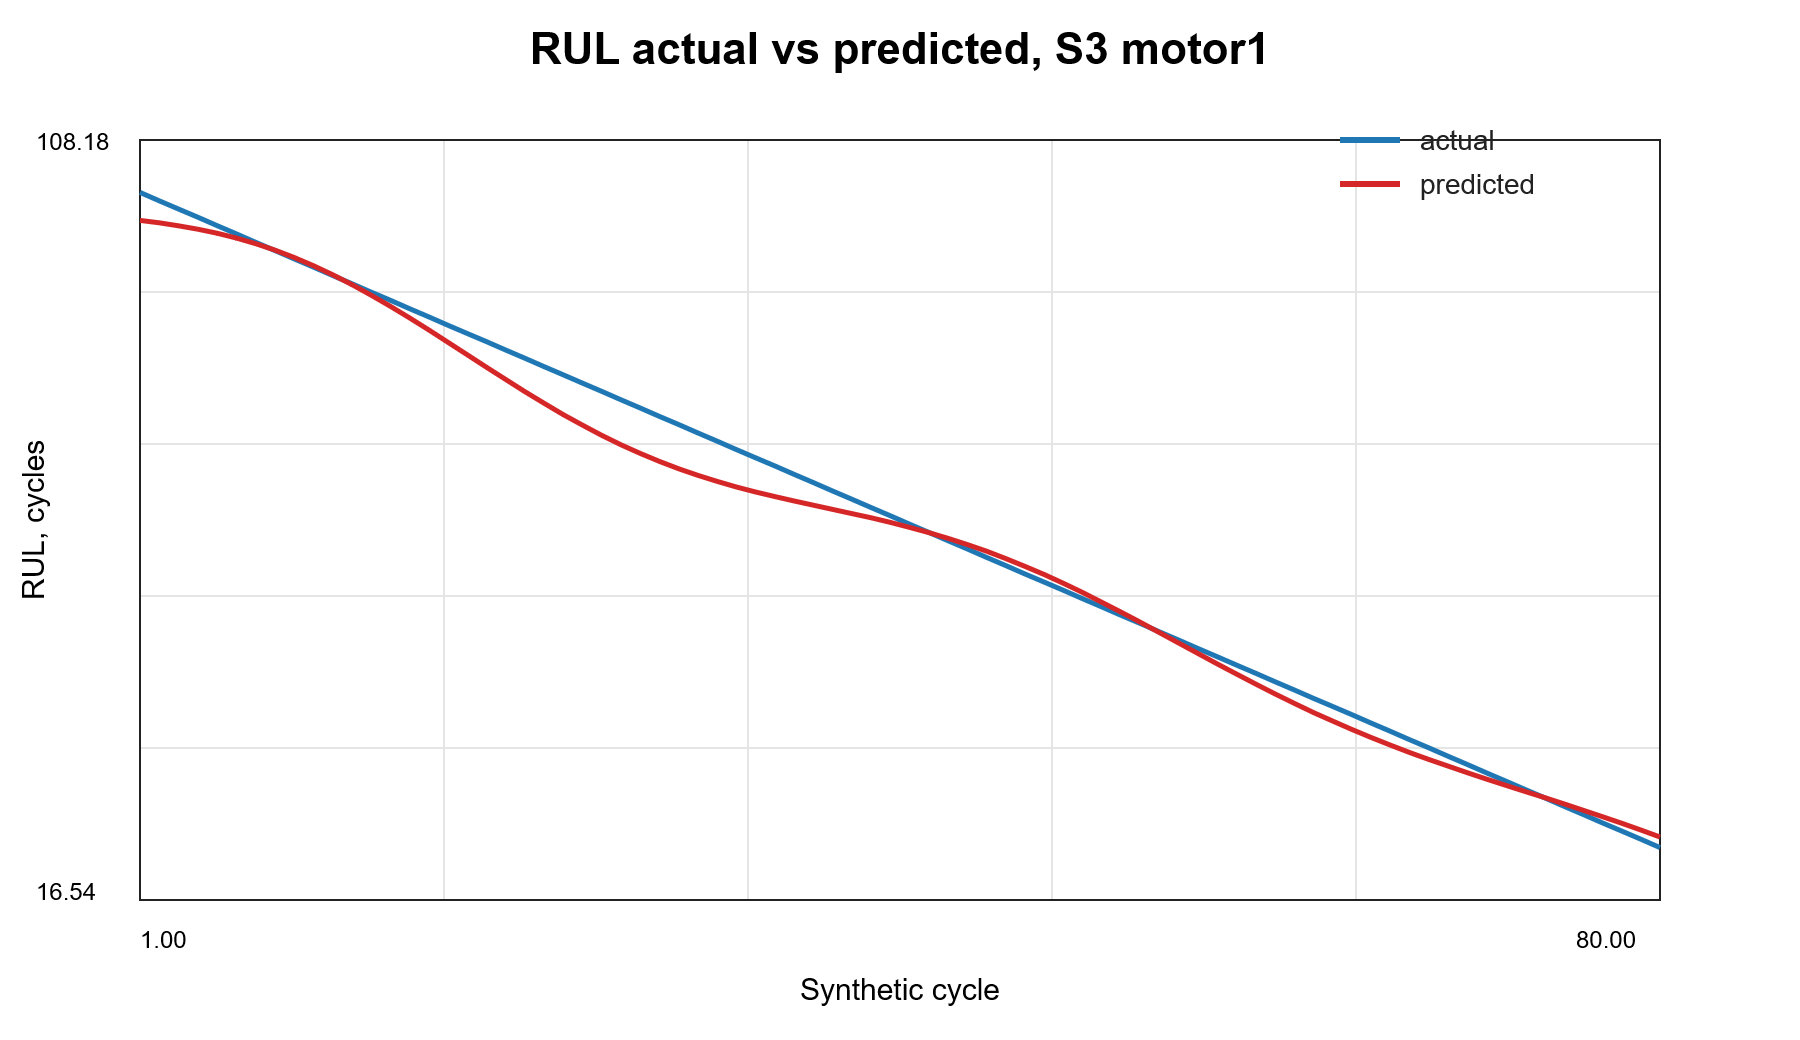 RUL actual vs predicted, S3 motor1
108.18
actual
predicted
RUL, cycles
16.54
1.00
80.00
Synthetic cycle